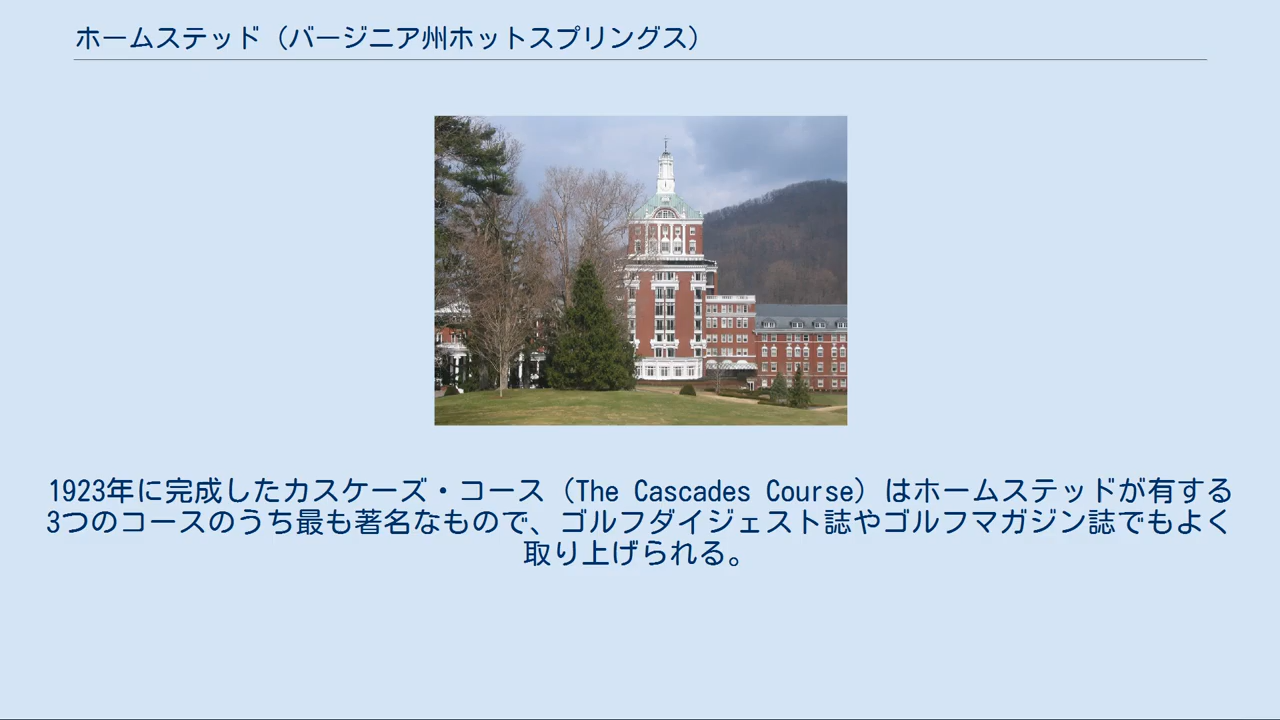 ホームステッド（バージニア州ホットスプリングス）
1923年に完成したカスケーズ・コース（The Cascades Course）はホームステッドが有する
3つのコースのうち最も著名なもので、ゴルフダイジェスト誌やゴルフマガジン誌でもよく
取り上げられる。